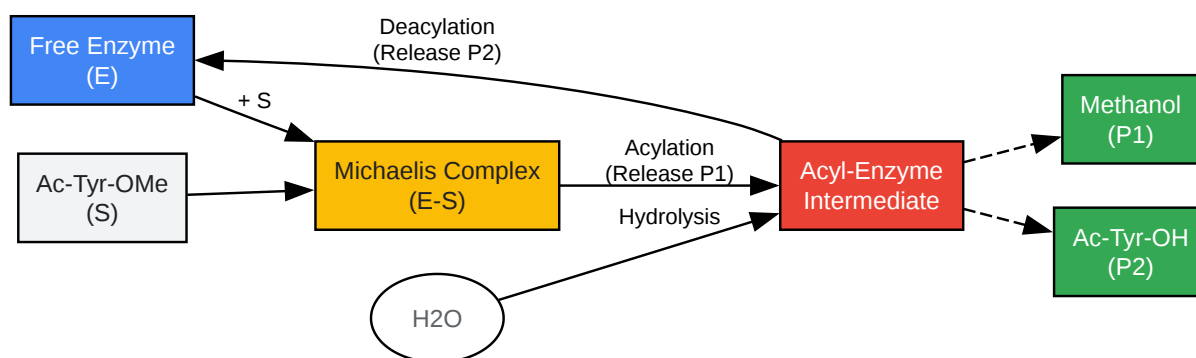 Free Enzyme
(E)
Deacylation
(Release P2)
+ S
Ac-Tyr-OMe
(S)
Michaelis Complex
(E-S)
Acylation
(Release P1)
Hydrolysis
H2O
Acyl-Enzyme
Intermediate
Methanol
(P1)
Ac-Tyr-OH
(P2)